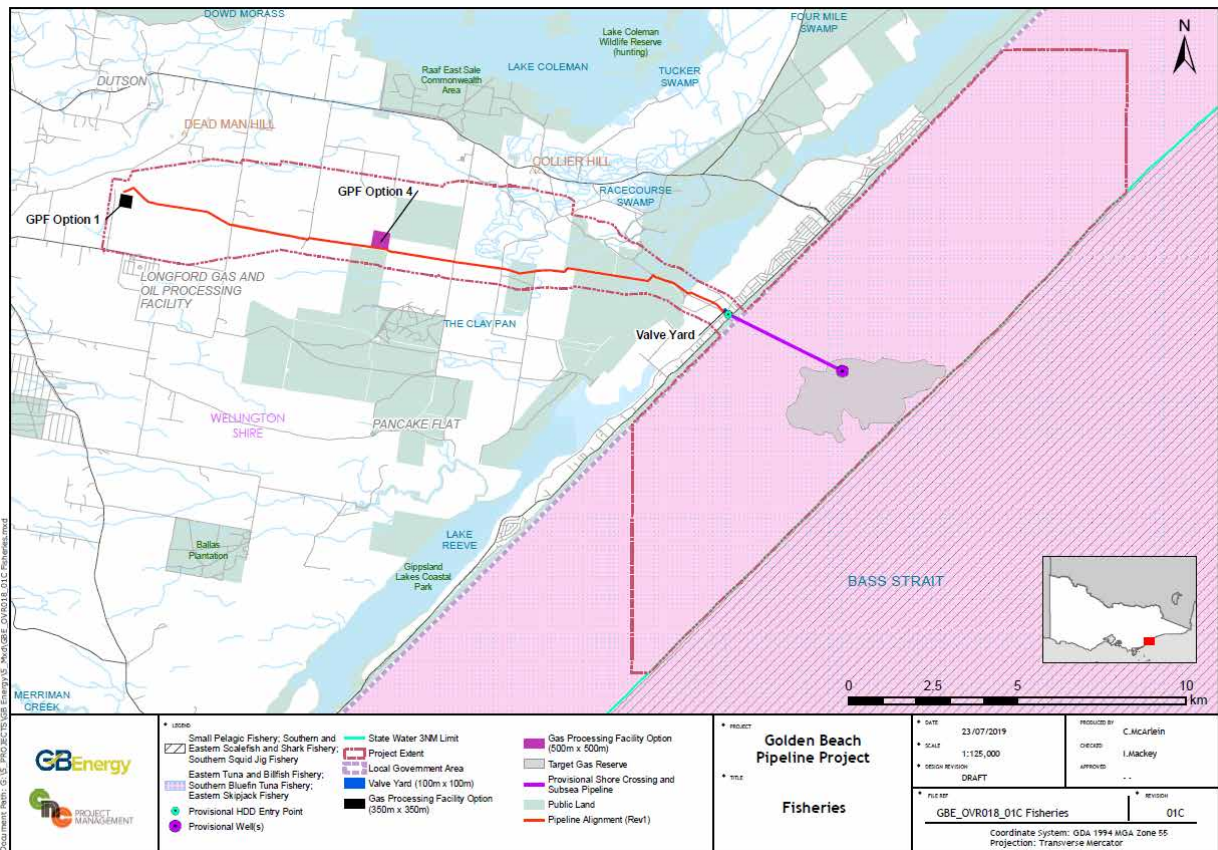 DOWD MORASS
FOUR MILE
SWAMP
N
Lake Coleman
Wildlife Reserve
(hunting)
LAKE COLEMAN
Raaf East Sale
Commonwealth
Area
TUCKER
SWAMP
DUTSON
DEAD MAN HILL
COLLIER HILL
GPF Option 4
RACECOURSE
SWAMP
GPF Option 1
LONGFORD GAS AND
OIL PROCESSING
FACILITY
THE CLAY PAN
Valve Yard
WELLINGTON
SHIRE
PANCAKE FLAT
LAKE
REEVE
Ballas
Plantation
Gippsland
Lakes Coastal
Park
BASS STRAIT
MERRIMAN
CREEK
0 2.5 5 10
km
GB Energy
CNC PROJECT
MANAGEMENT
LEGEND
Small Pelagic Fishery; Southern and
Eastern Scalefish and Shark Fishery;
Southern Squid Jig Fishery
Eastern Tuna and Billfish Fishery;
Southern Bluefin Tuna Fishery;
Eastern Skipjack Fishery
Provisional HDD Entry Point
Provisional Well(s)
State Water 3NM Limit
Project Extent
Local Government Area
Valve Yard (100m x 100m)
Gas Processing Facility Option
(350m x 350m)
Gas Processing Facility Option
(500m x 500m)
Target Gas Reserve
Provisional Shore Crossing and
Subsea Pipeline
Public Land
Pipeline Alignment (Rev1)
PROJECT
Golden Beach
Pipeline Project
TITLE
Fisheries
DATE
23/07/2019
SCALE
1:125,000
DESIGN REVISION
DRAFT
PRODUCED BY
C.McArlein
CHECKED
I.Mackey
APPROVED
- -
FILE REF
GBE_OVR018_01C Fisheries
REVISION
01C
Coordinate System: GDA 1994 MGA Zone 55
Projection: Transverse Mercator